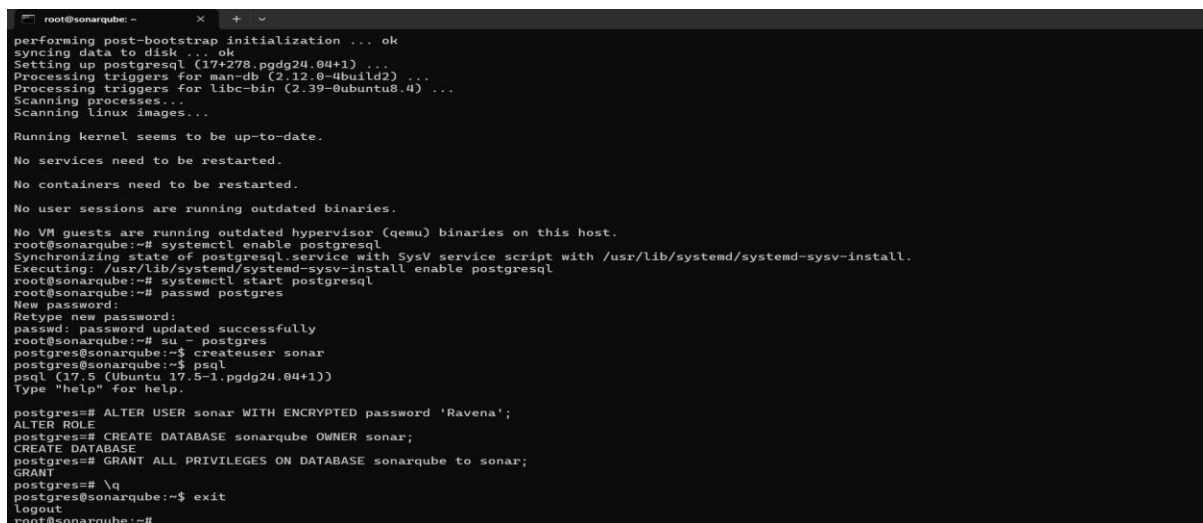 root@sonarqube: ~
performing post-bootstrap initialization ... ok
syncing data to disk ... ok
Setting up postgresql (17+278.pgdg24.04+1) ...
Processing triggers for man-db (2.12.0-4build2) ...
Processing triggers for libc-bin (2.39-0ubuntu8.4) ...
Scanning processes...
Scanning linux images...
Running kernel seems to be up-to-date.
No services need to be restarted.
No containers need to be restarted.
No user sessions are running outdated binaries.
No VM guests are running outdated hypervisor (qemu) binaries on this host.
root@sonarqube:~# systemctl enable postgresql
Synchronizing state of postgresql.service with SysV service script with /usr/lib/systemd/systemd-sysv-install.
Executing: /usr/lib/systemd/systemd-sysv-install enable postgresql
root@sonarqube:~# systemctl start postgresql
root@sonarqube:~# passwd postgres
New password:
Retype new password:
passwd: password updated successfully
root@sonarqube:~# su - postgres
postgres@sonarqube:~$ createuser sonar
postgres@sonarqube:~$ psql
psql (17.5 (Ubuntu 17.5-1.pgdg24.04+1))
Type "help" for help.
postgres=# ALTER USER sonar WITH ENCRYPTED password 'Ravena';
ALTER ROLE
postgres=# CREATE DATABASE sonarqube OWNER sonar;
CREATE DATABASE
postgres=# GRANT ALL PRIVILEGES ON DATABASE sonarqube to sonar;
GRANT
postgres=# \q
postgres@sonarqube:~$ exit
logout
root@sonarqube:~#